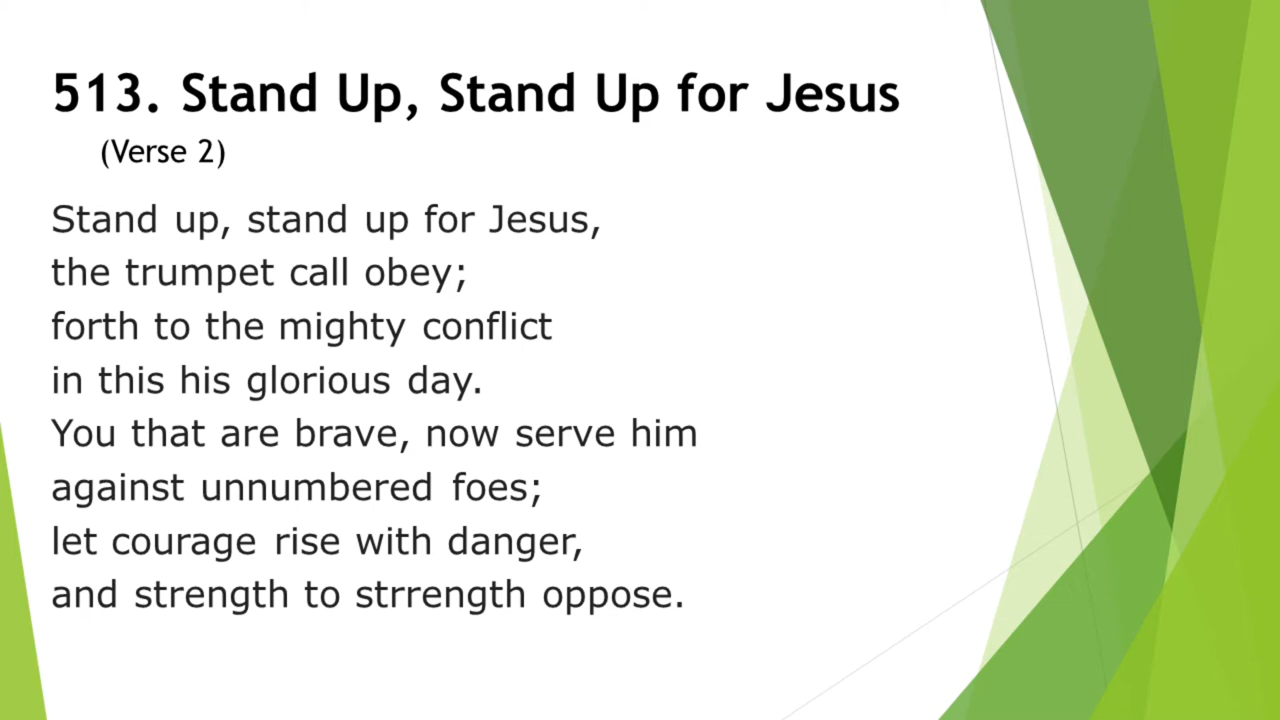 513. Stand Up, Stand Up for Jesus
(Verse 2)
Stand up, stand up for Jesus,
the trumpet call obey;
forth to the mighty conflict
in this his glorious day.
You that are brave, now serve him
against unnumbered foes;
let courage rise with danger,
and strength to strrength oppose.